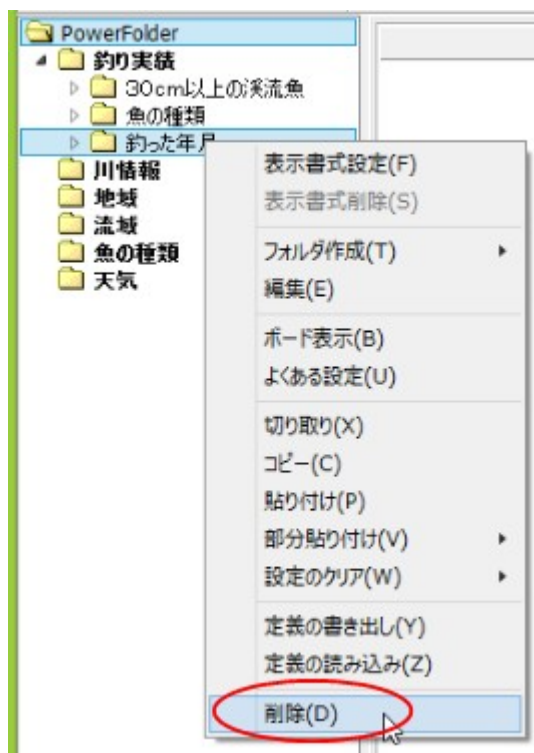 PowerFolder
釣り実績
30cm以上の渓流魚
魚の種類
釣った年月
川情報
地域
流域
魚の種類
天気
表示書式設定(F)
表示書式削除(S)
フォルダ作成(T)
編集(E)
ボード表示(B)
よくある設定(U)
切り取り(X)
コピー(C)
貼り付け(P)
部分貼り付け(V)
設定のクリア(W)
定義の書き出し(Y)
定義の読み込み(Z)
削除(D)